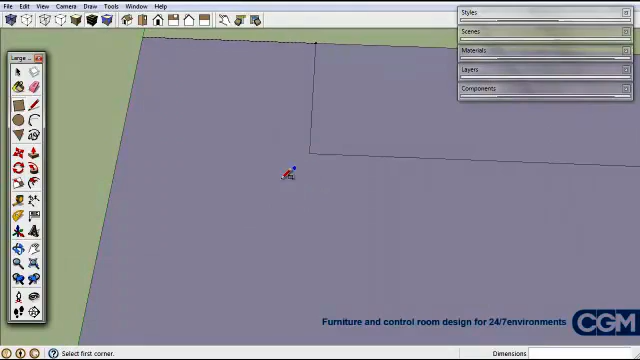 File View Camera Draw Tools Window Help
Styles
Scenes
Materials
Layers
Components
Large ...
Furniture and control room design for 24/7environments
CGM
Select first corner.
Dimensions